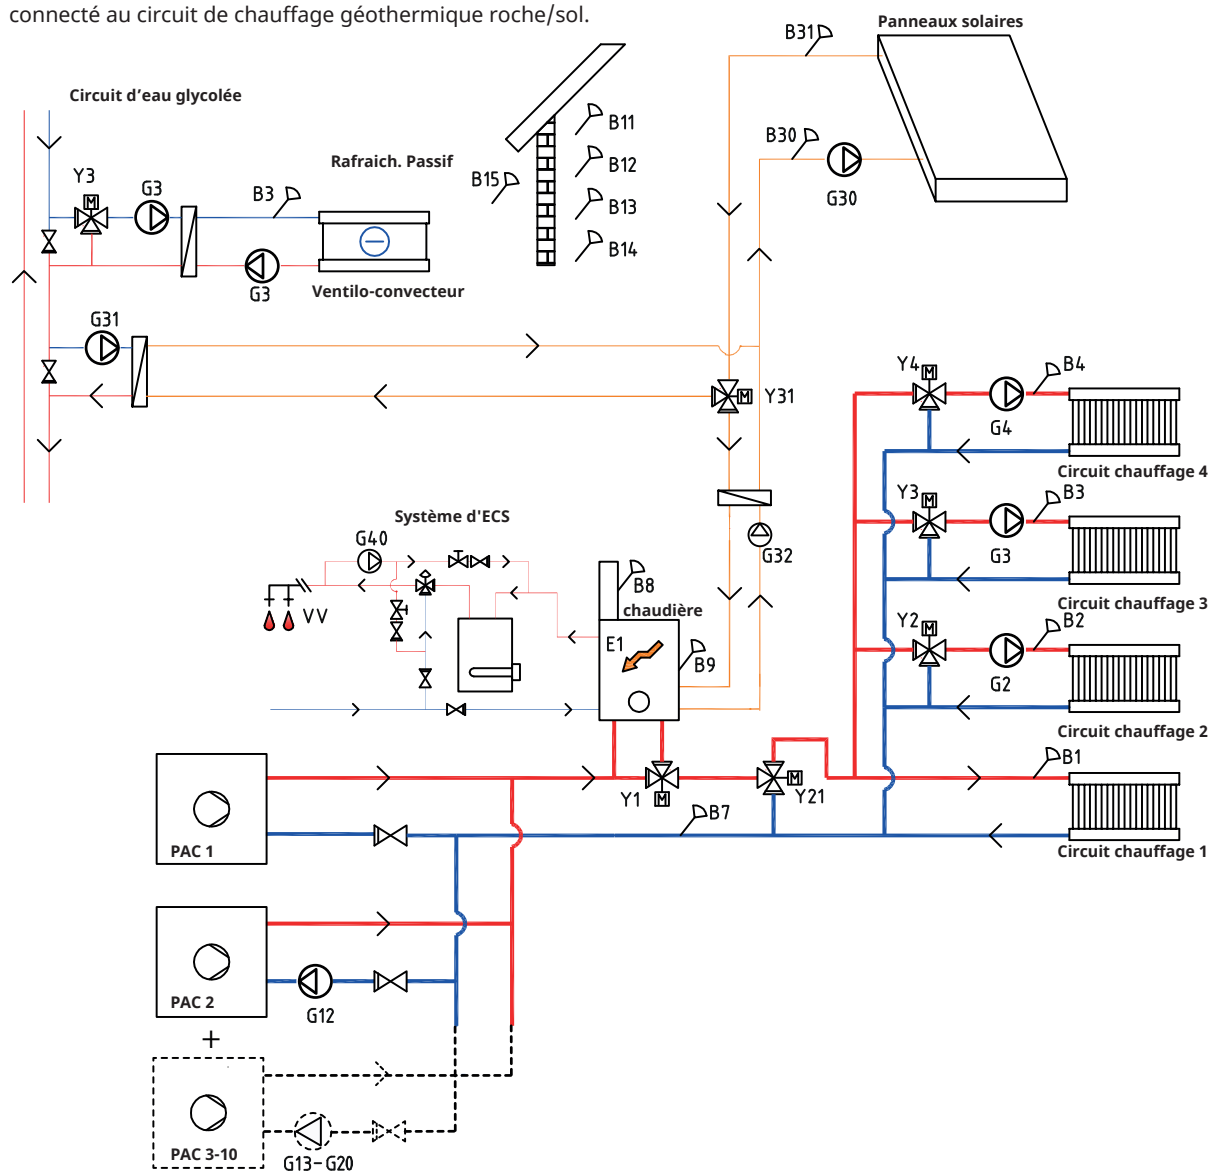 connecté au circuit de chauffage géothermique roche/sol.
Panneaux solaires
B31
Circuit d’eau glycolée
B11
B30
Rafraich. Passif
B12
Y3
G3
B3
B15
G30
B13
B14
G3
Ventilo-convecteur
G31
Y4
B4
M
M
Y31
G4
Circuit chauffage 4
Y3
B3
M
Système d'ECS
G40
G32
G3
B8
chaudière
Circuit chauffage 3
VV
Y2
B2
M
E1
B9
G2
Circuit chauffage 2
B1
M
Y1
M
Y21
B7
PAC 1
Circuit chauffage 1
PAC 2
G12
+
PAC 3-10
G13-G20
M